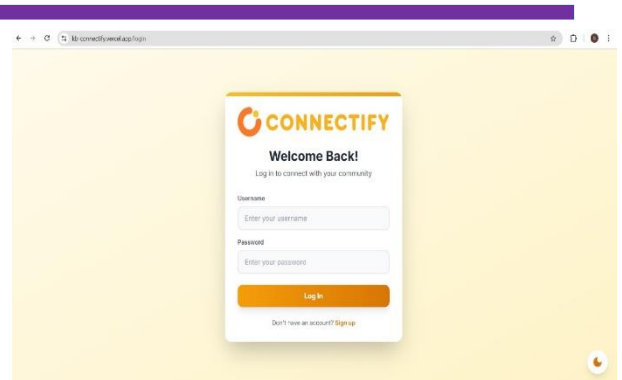 kb-connectify.vercel.app/login
CONNECTIFY
Welcome Back!
Log in to connect with your community
Username
Enter your username
Password
Enter your password
Log In
Don't have an account? Sign up